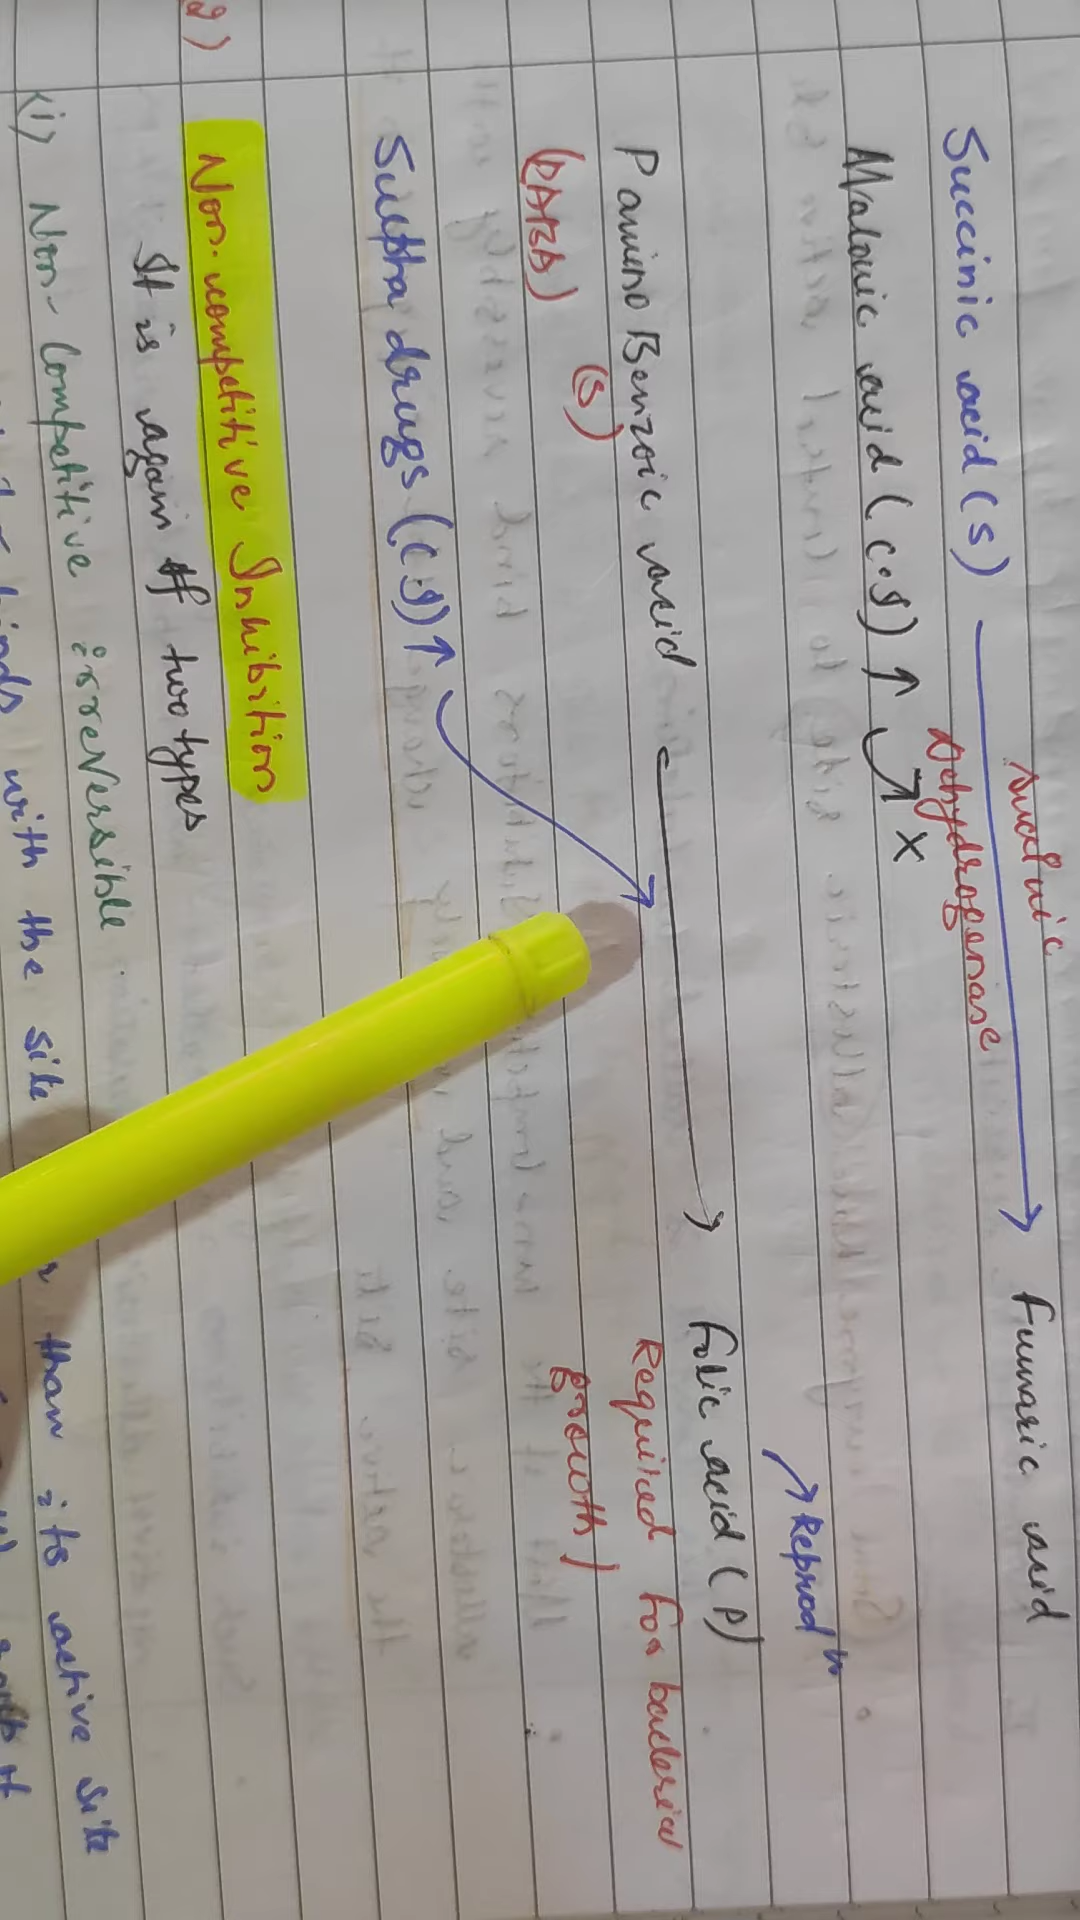 Succinic acid (S) → Fumaric acid
Succinic
Dehydrogenase
Malonic acid (C.I) ↑ X
Reprodn
P amino Benzoic acid → Folic acid (P)
(PABA) (S)
Required for bacterial
growth)
Sulpha drugs (C.I) ↑
2)
Non-competitive Inhibition
It is again of two types
(i) Non-Competitive irreversible
binds with the site than its active site